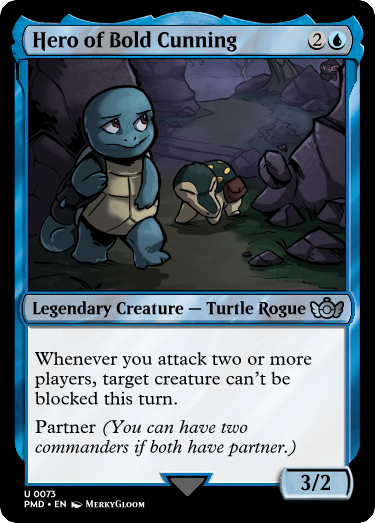 Hero of Bold Cunning 2
Legendary Creature — Turtle Rogue
Whenever you attack two or more
players, target creature can't be
blocked this turn.
Partner (You can have two
commanders if both have partner.)
3/2
U 0073
PMD • EN MerkyGloom